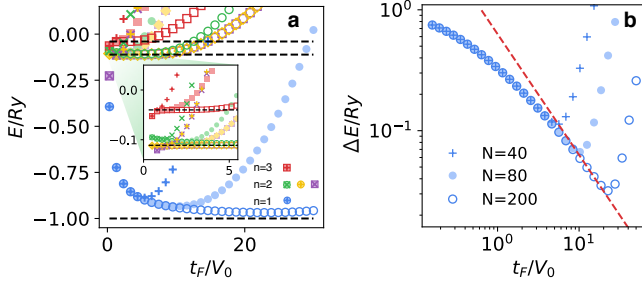 a
E/Ry
0.00
−0.25
−0.50
−0.75
−1.00
0
20
t_F/V_0
0.0
−0.1
0
5
n=3
n=2
n=1
b
ΔE/Ry
10^0
10^{-1}
10^0
10^1
t_F/V_0
N=40
N=80
N=200